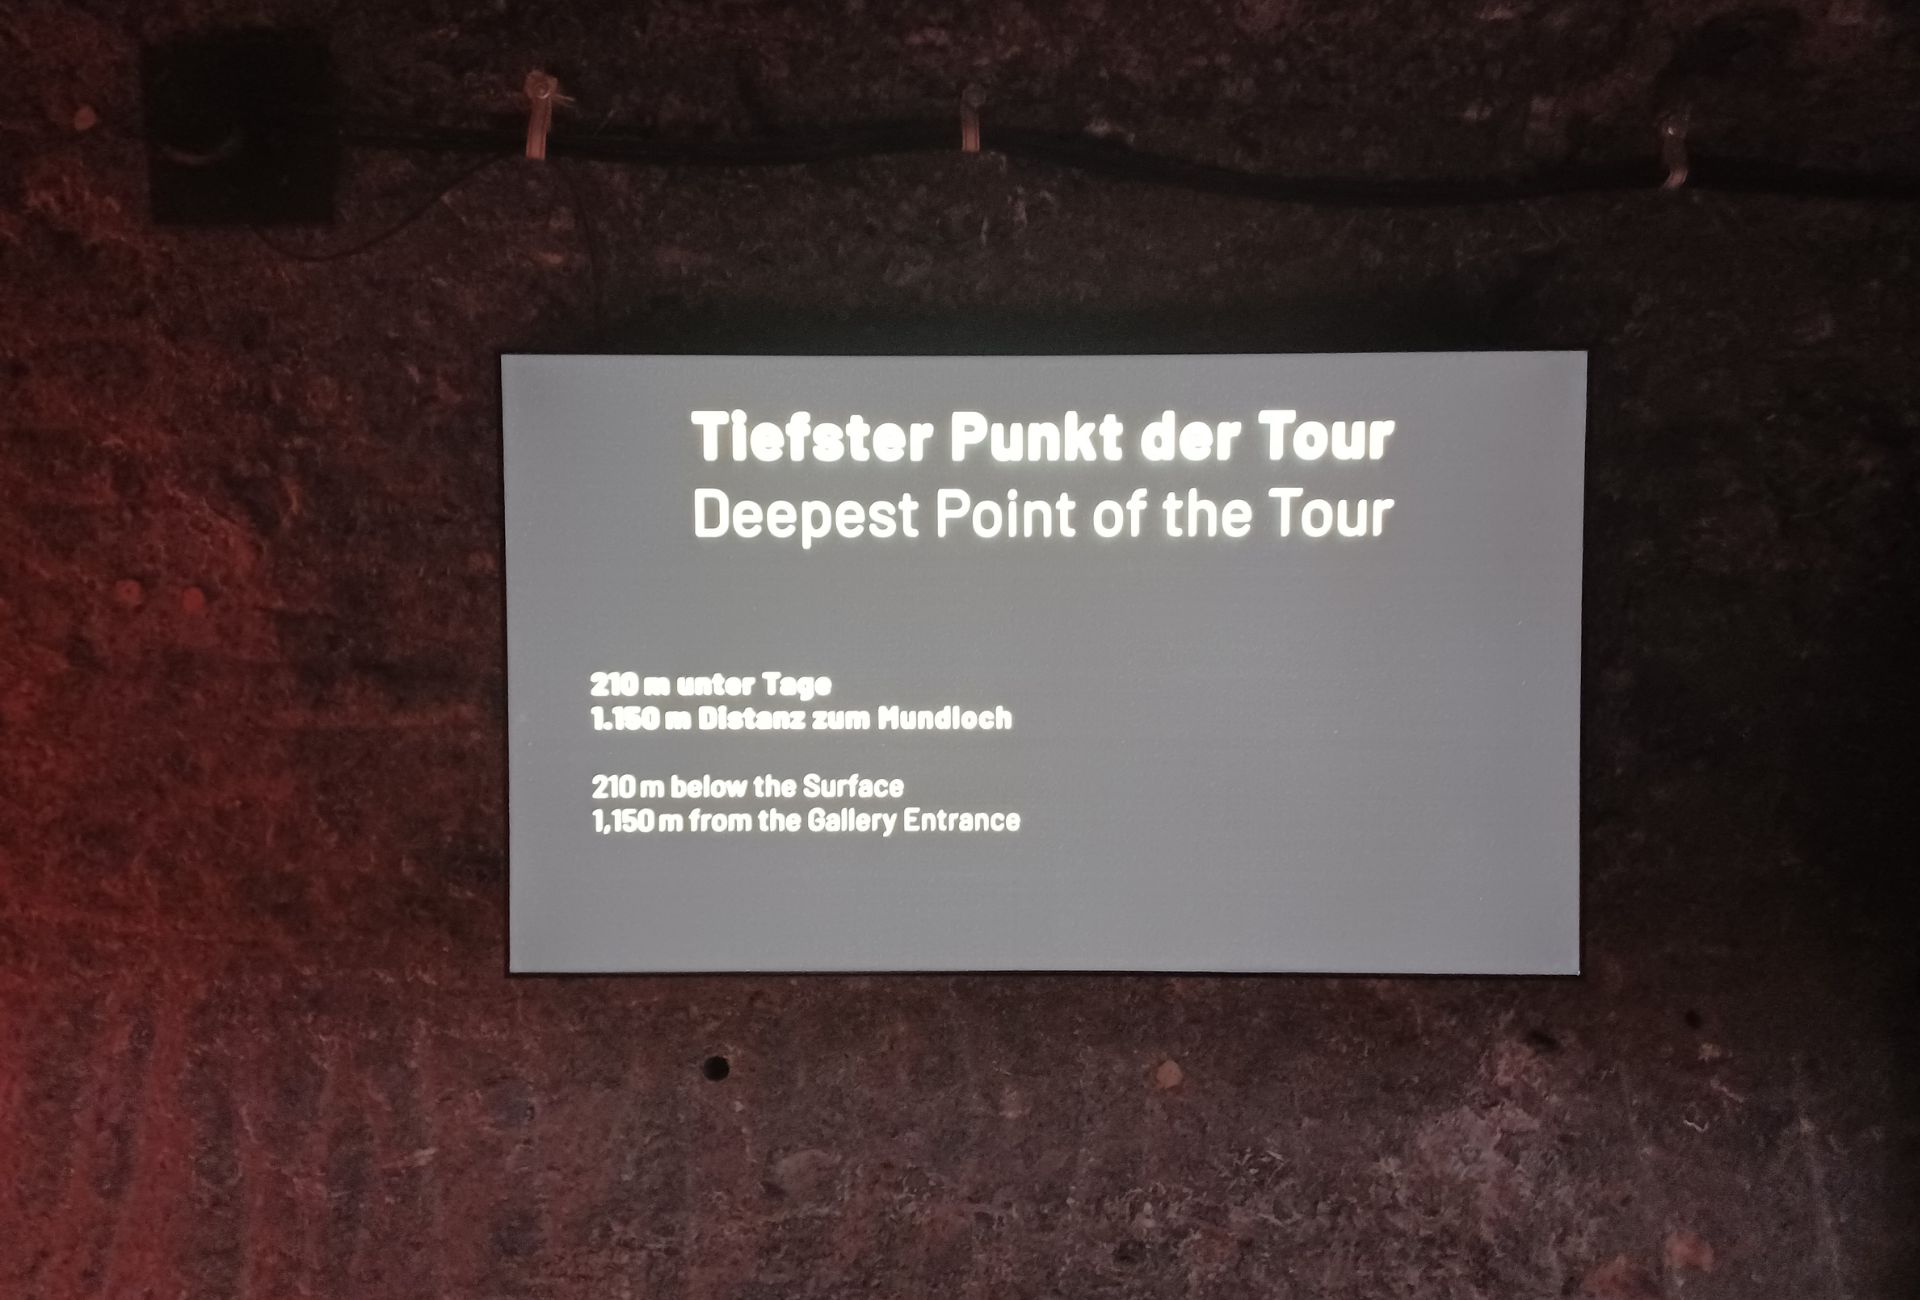 Tiefster Punkt der Tour
Deepest Point of the Tour
210 m unter Tage
1.150 m Distanz zum Mundloch
210 m below the Surface
1,150 m from the Gallery Entrance